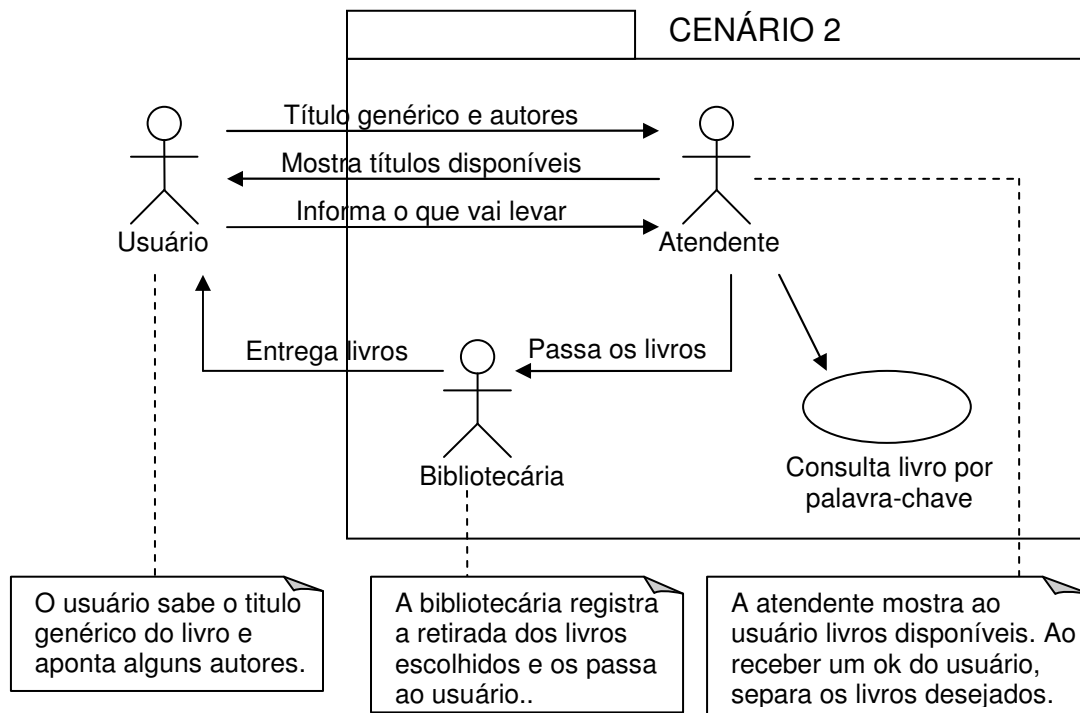 CENÁRIO 2
Título genérico e autores
Mostra títulos disponíveis
Informa o que vai levar
Usuário
Atendente
Entrega livros
Passa os livros
Bibliotecária
Consulta livro por
palavra-chave
O usuário sabe o titulo
genérico do livro e
aponta alguns autores.
A bibliotecária registra
a retirada dos livros
escolhidos e os passa
ao usuário..
A atendente mostra ao
usuário livros disponíveis. Ao
receber um ok do usuário,
separa os livros desejados.